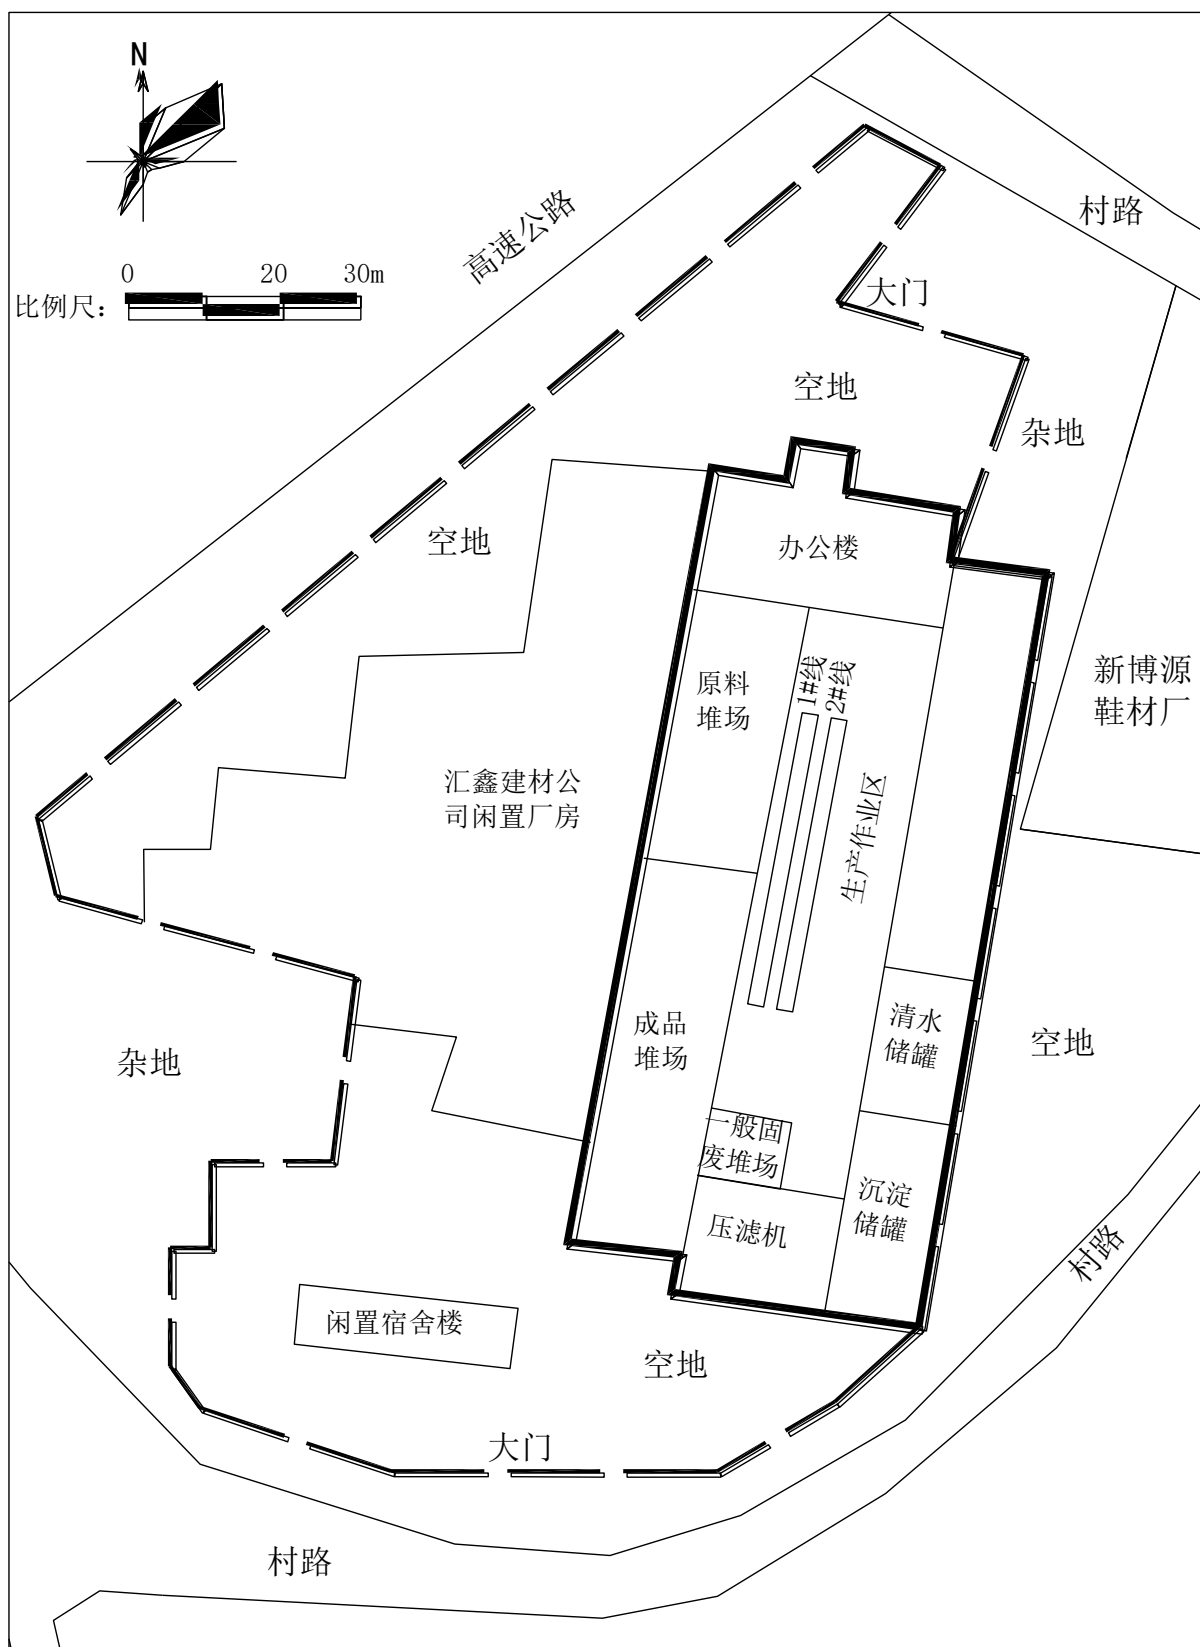 N
0 20 30m
比例尺:
高速公路
村路
大门
空地
杂地
空地
办公楼
原料
堆场
1#线
2#线
新博源
鞋材厂
汇鑫建材公
司闲置厂房
生产作业区
成品
堆场
清水
储罐
空地
杂地
一般固
废堆场
压滤机
沉淀
储罐
村路
闲置宿舍楼
空地
大门
村路